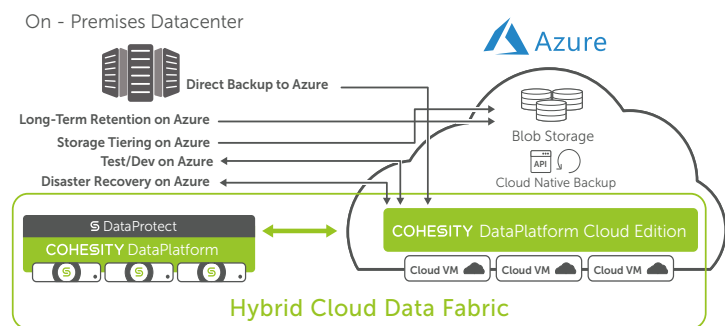 On - Premises Datacenter
Azure
Direct Backup to Azure
Long-Term Retention on Azure
Storage Tiering on Azure
Test/Dev on Azure
Disaster Recovery on Azure
Blob Storage
API
Cloud Native Backup
S DataProtect
COHESITY DataPlatform
S S S
COHESITY DataPlatform Cloud Edition
Cloud VM Cloud VM Cloud VM
Hybrid Cloud Data Fabric